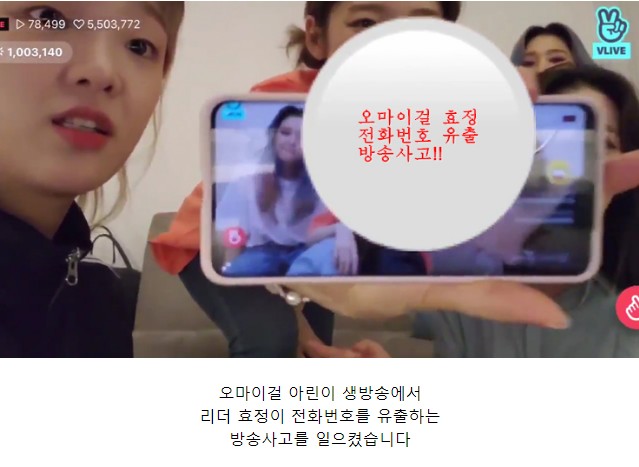 78,499 5,503,772
1,003,140
VLIVE
오마이걸 효정
전화번호 유출
방송사고!!
오마이걸 아린이 생방송에서
리더 효정이 전화번호를 유출하는
방송사고를 일으켰습니다